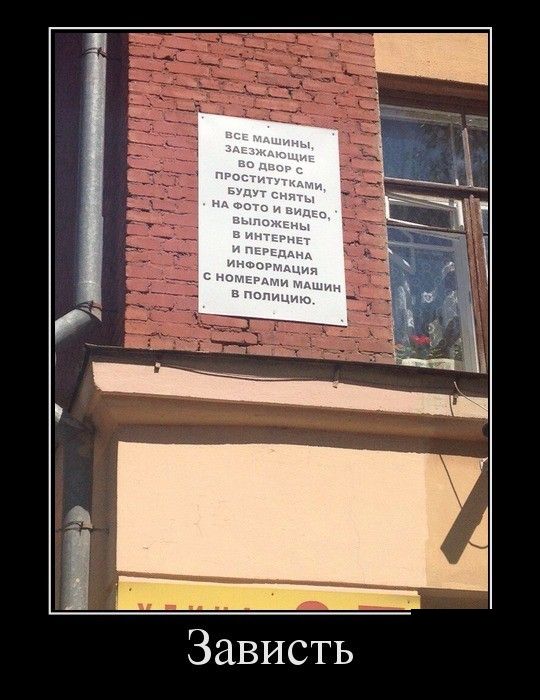 ВСЕ МАШИНЫ,
ЗАЕЗЖАЮЩИЕ
ВО ДВОР С
ПРОСТИТУТКАМИ,
БУДУТ СНЯТЫ
НА ФОТО И ВИДЕО,
ВЫЛОЖЕНЫ
В ИНТЕРНЕТ
И ПЕРЕДАНА
ИНФОРМАЦИЯ
С НОМЕРАМИ МАШИН
В ПОЛИЦИЮ.
Зависть